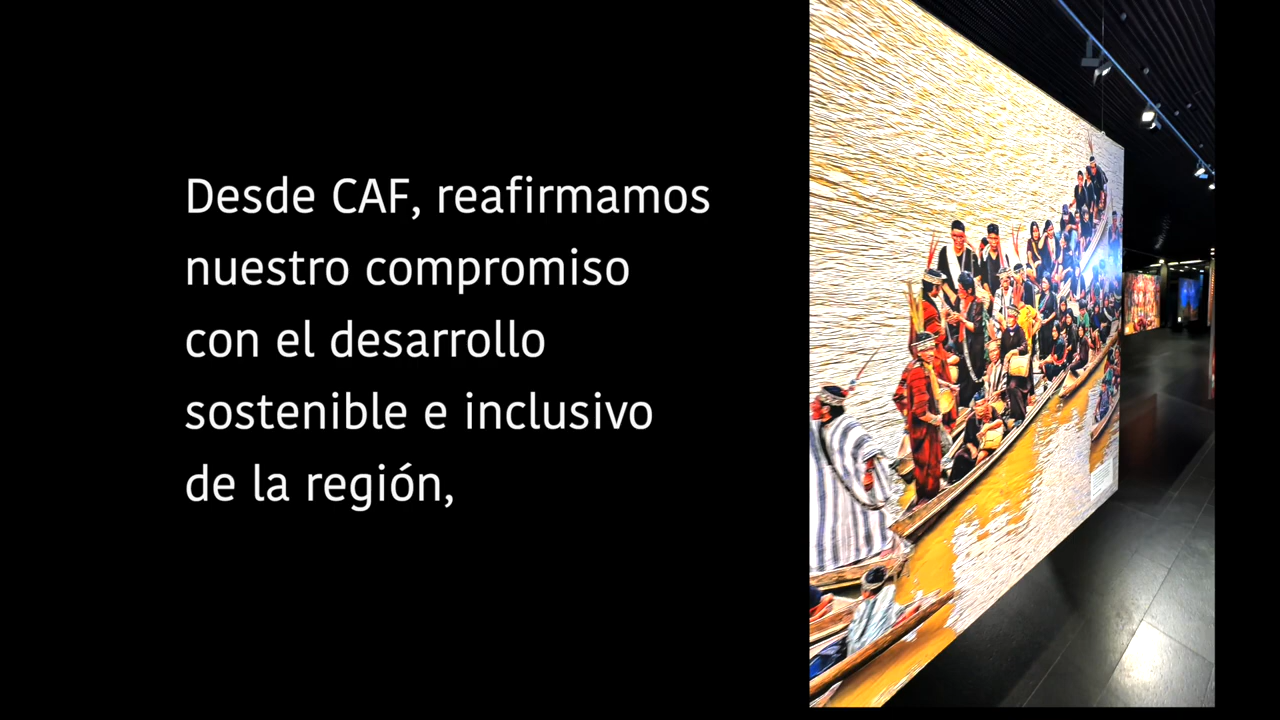 Desde CAF, reafirmamos
nuestro compromiso
con el desarrollo
sostenible e inclusivo
de la región,